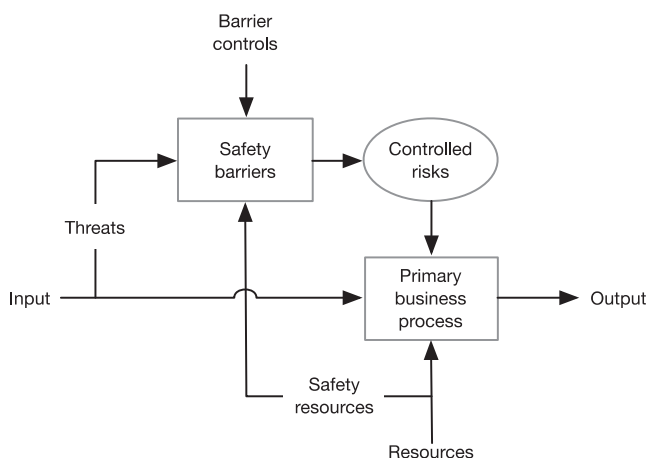 Barrier
controls
Safety
barriers
Controlled
risks
Threats
Input
Primary
business
process
Output
Safety
resources
Resources